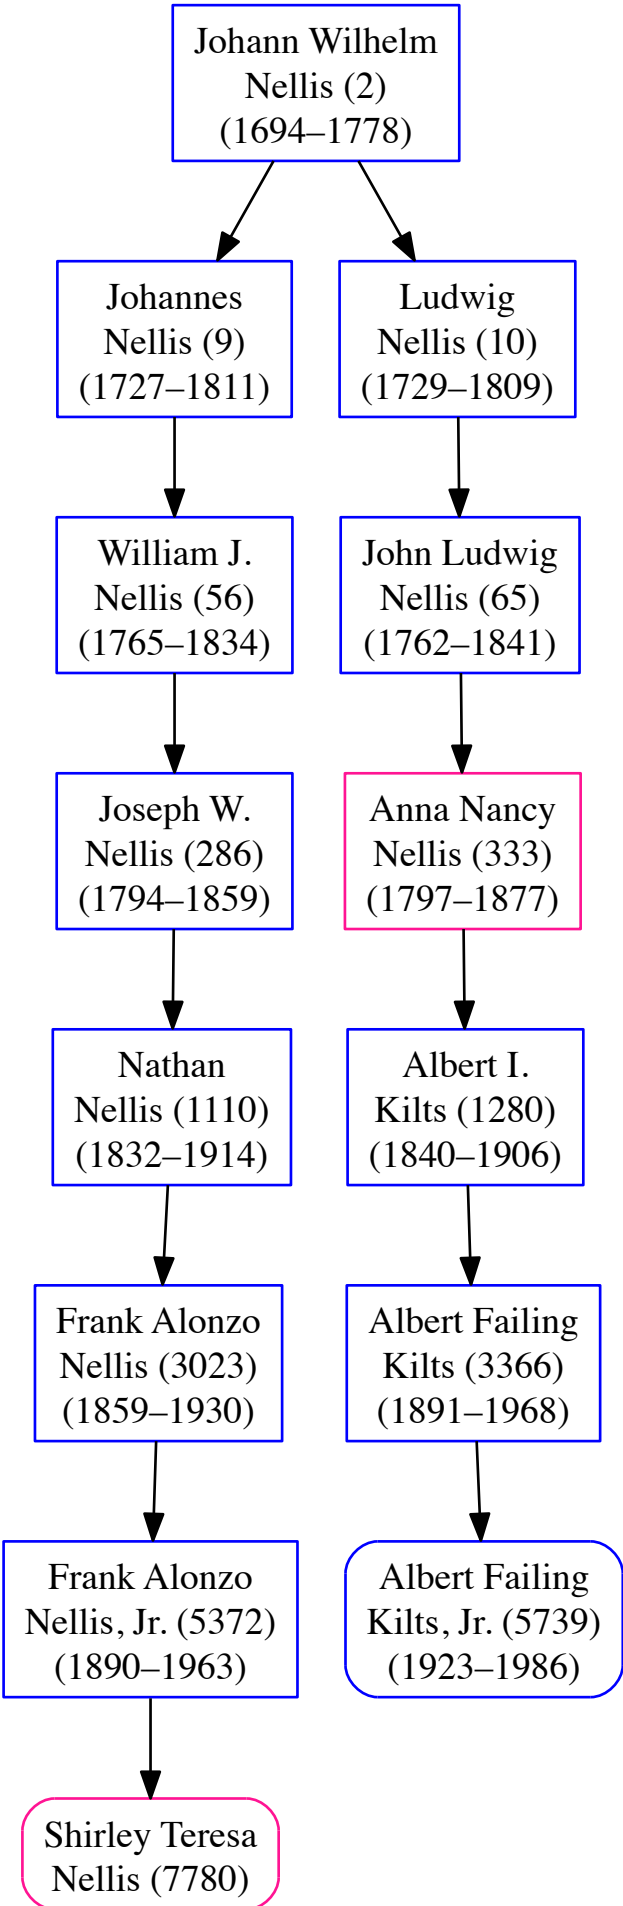 Johann Wilhelm
Nellis (2)
(1694–1778)
Johannes
Nellis (9)
(1727–1811)
Ludwig
Nellis (10)
(1729–1809)
William J.
Nellis (56)
(1765–1834)
John Ludwig
Nellis (65)
(1762–1841)
Joseph W.
Nellis (286)
(1794–1859)
Anna Nancy
Nellis (333)
(1797–1877)
Nathan
Nellis (1110)
(1832–1914)
Albert I.
Kilts (1280)
(1840–1906)
Frank Alonzo
Nellis (3023)
(1859–1930)
Albert Failing
Kilts (3366)
(1891–1968)
Frank Alonzo
Nellis, Jr. (5372)
(1890–1963)
Albert Failing
Kilts, Jr. (5739)
(1923–1986)
Shirley Teresa
Nellis (7780)